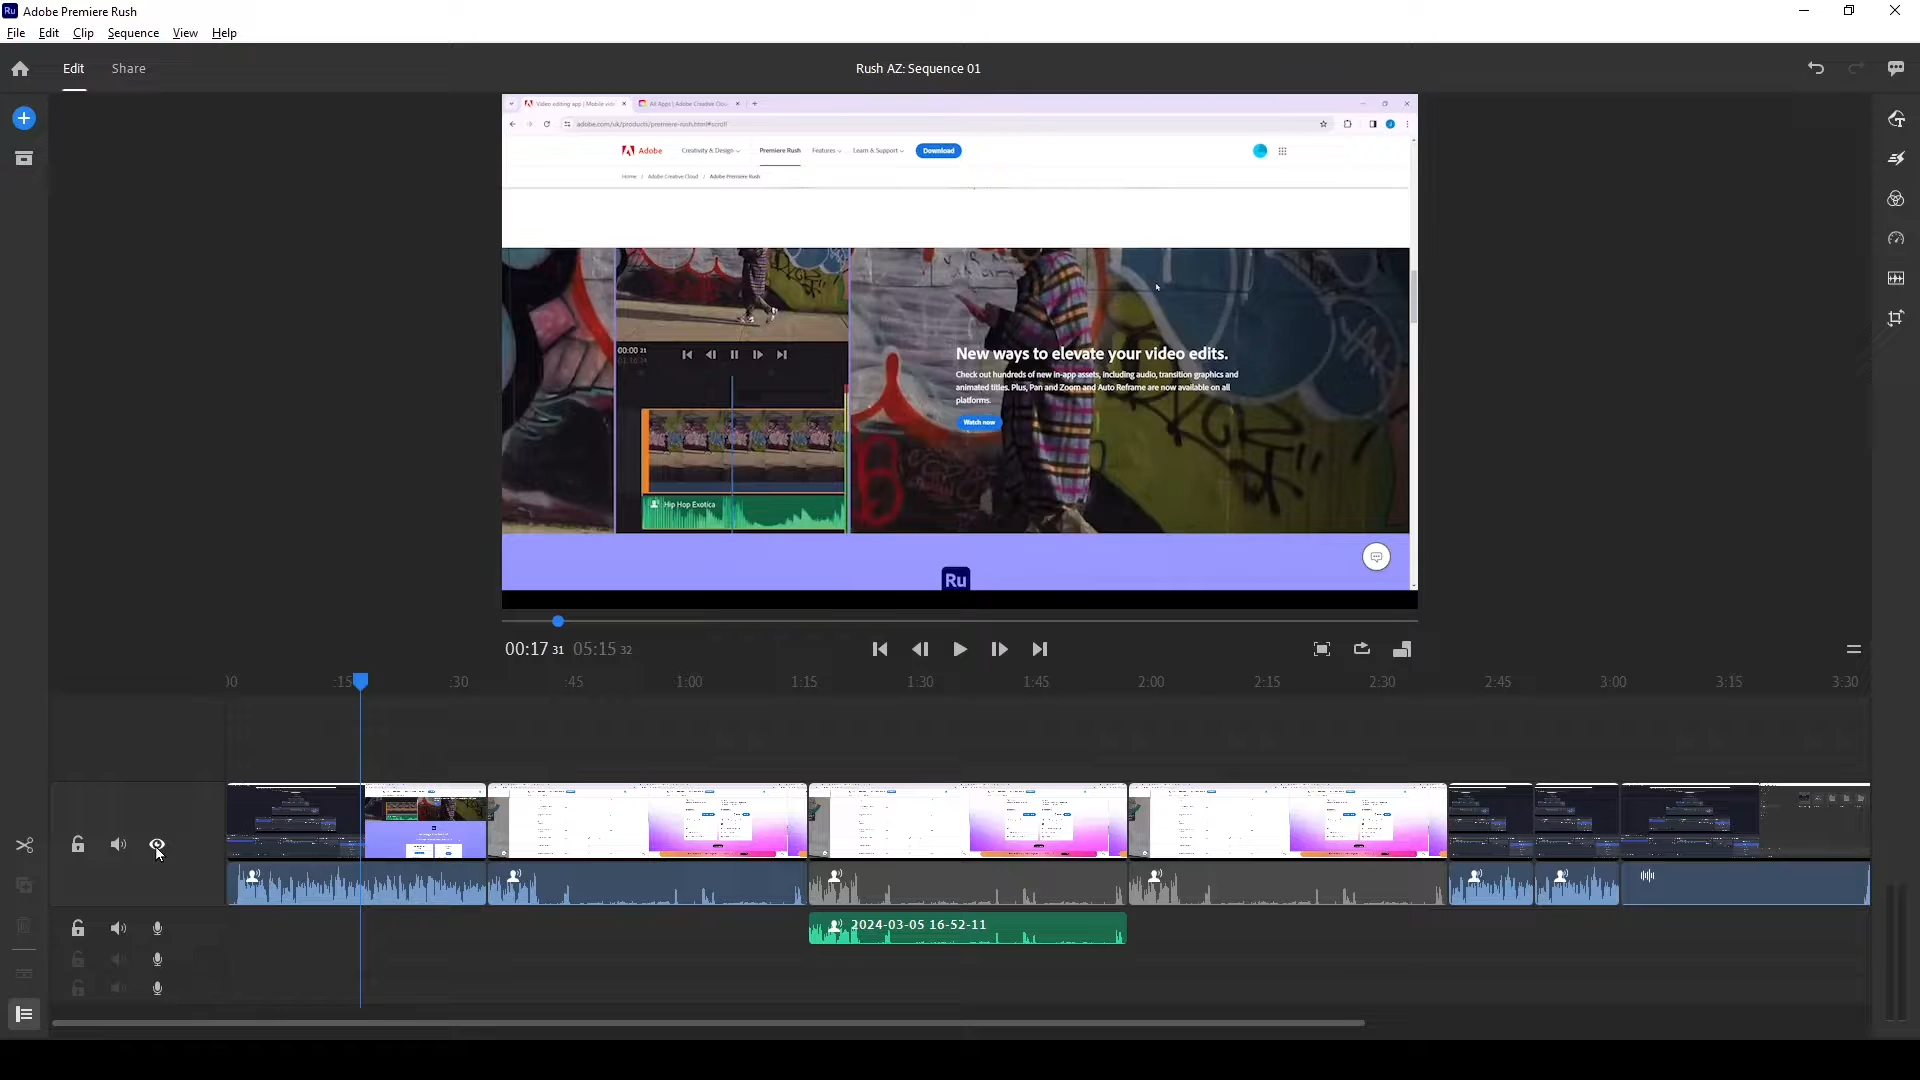 Ru Adobe Premiere Rush
File Edit Clip Sequence View Help
Edit Share Rush AZ: Sequence 01
Video editing app | Mobile vid All Apps | Adobe Creative Clou
adobe.com/uk/products/premiere-rush.html#scroll
Adobe Creativity & Design Premiere Rush Features Learn & Support Download
Home / Adobe Creative Cloud / Adobe Premiere Rush
00:00 21
New ways to elevate your video edits.
Check out hundreds of new in-app assets, including audio, transition graphics and
animated titles. Plus, Pan and Zoom and Auto Reframe are now available on all
platforms.
Watch now
Hip Hop Exotica
Ru
00:17 31 05:15 32
:00 :15 :30 :45 1:00 1:15 1:30 1:45 2:00 2:15 2:30 2:45 3:00 3:15 3:30
2024-03-05 16-52-11